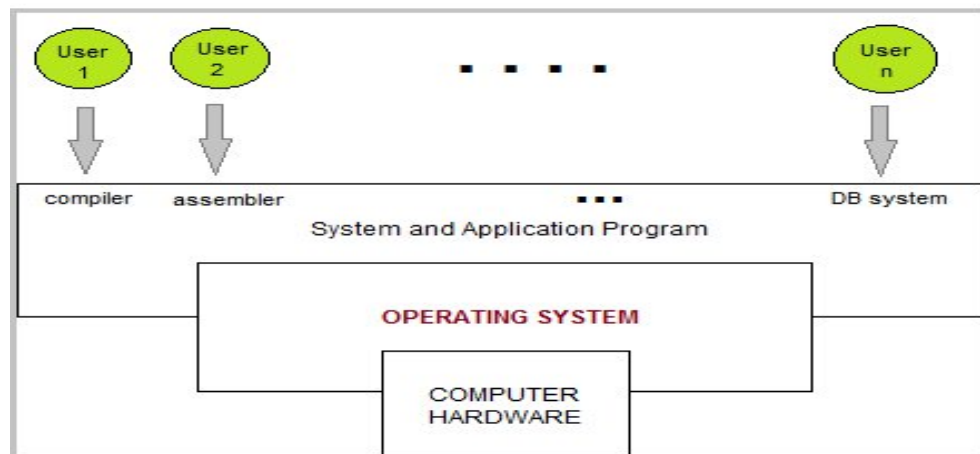 User
1
User
2
User
n
compiler
assembler
DB system
System and Application Program
OPERATING SYSTEM
COMPUTER
HARDWARE